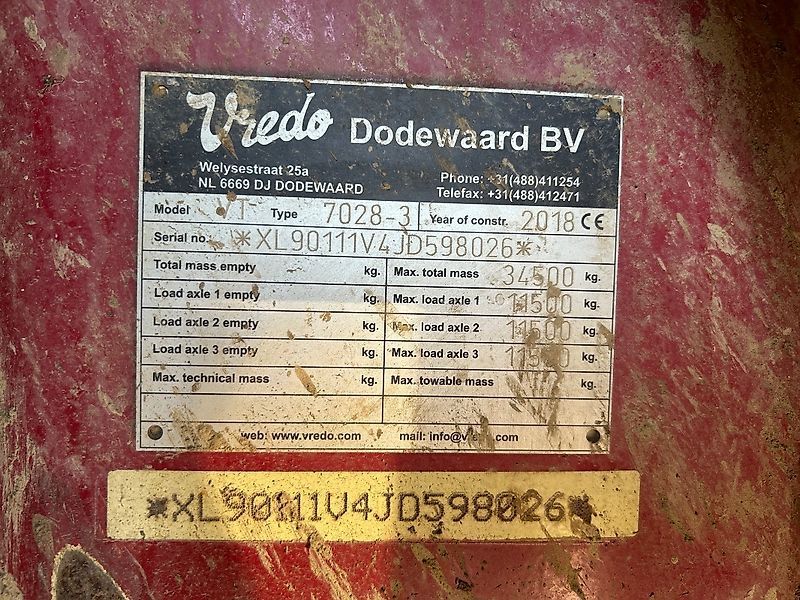 Vredo Dodewaard BV
Welysestraat 25a
NL 6669 DJ DODEWAARD
Phone: +31(488)411254
Telefax: +31(488)412471
Model VT Type 7028-3 Year of constr. 2018 CE
Serial no. *XL90111V4JD598026*
Total mass empty kg. Max. total mass 34500 kg.
Load axle 1 empty kg. Max. load axle 1 11500 kg.
Load axle 2 empty kg. Max. load axle 2 11500 kg.
Load axle 3 empty kg. Max. load axle 3 11500 kg.
Max. technical mass kg. Max. towable mass kg.
web: www.vredo.com mail: info@vredo.com
*XL90111V4JD598026*